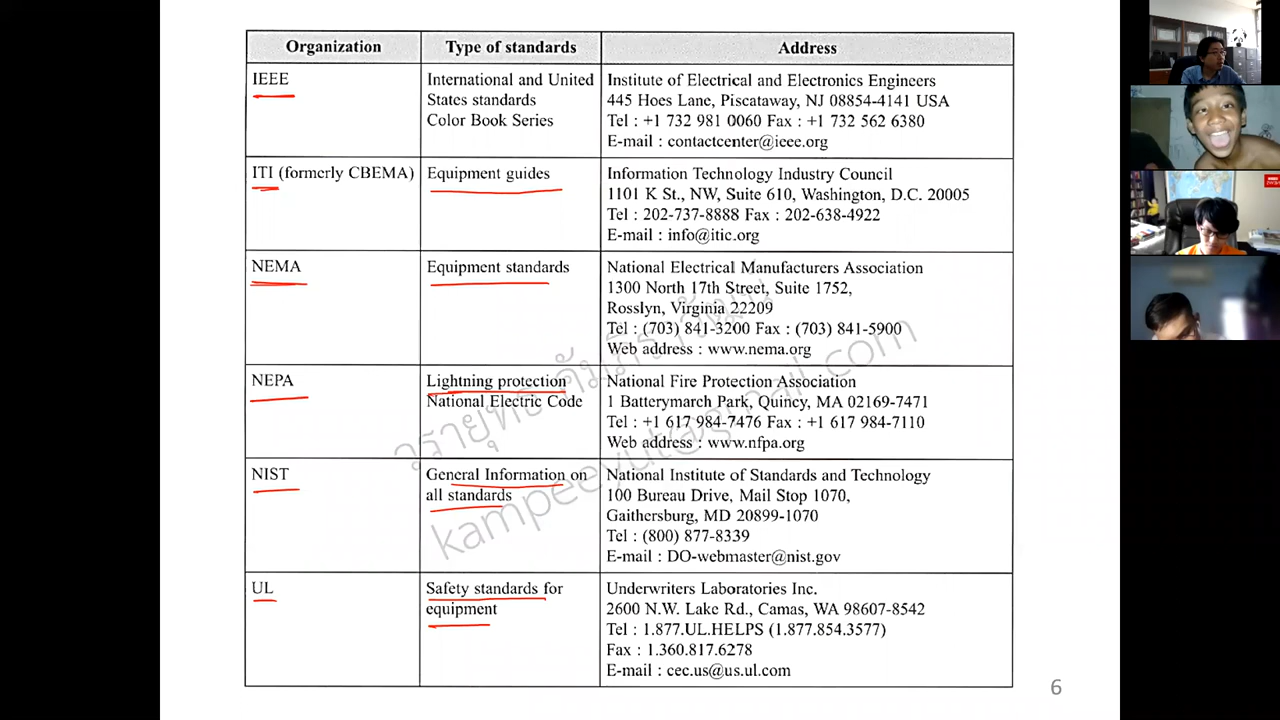 Organization Type of standards Address
IEEE
International and United
States standards
Color Book Series
Institute of Electrical and Electronics Engineers
445 Hoes Lane, Piscataway, NJ 08854-4141 USA
Tel : +1 732 981 0060 Fax : +1 732 562 6380
E-mail : contactcenter@ieee.org
ITI (formerly CBEMA)
Equipment guides
Information Technology Industry Council
1101 K St., NW, Suite 610, Washington, D.C. 20005
Tel : 202-737-8888 Fax : 202-638-4922
E-mail : info@itic.org
NEMA
Equipment standards
National Electrical Manufacturers Association
1300 North 17th Street, Suite 1752,
Rosslyn, Virginia 22209
Tel : (703) 841-3200 Fax : (703) 841-5900
Web address : www.nema.org
NEPA
Lightning protection
National Electric Code
National Fire Protection Association
1 Batterymarch Park, Quincy, MA 02169-7471
Tel : +1 617 984-7476 Fax : +1 617 984-7110
Web address : www.nfpa.org
NIST
General Information on
all standards
National Institute of Standards and Technology
100 Bureau Drive, Mail Stop 1070,
Gaithersburg, MD 20899-1070
Tel : (800) 877-8339
E-mail : DO-webmaster@nist.gov
UL
Safety standards for
equipment
Underwriters Laboratories Inc.
2600 N.W. Lake Rd., Camas, WA 98607-8542
Tel : 1.877.UL.HELPS (1.877.854.3577)
Fax : 1.360.817.6278
E-mail : cec.us@us.ul.com
kampeeyut@gmail.com
6